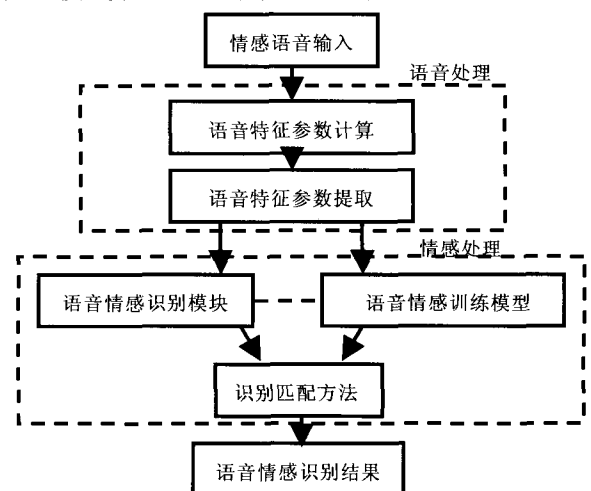 情感语音输入
语音处理
语音特征参数计算
语音特征参数提取
情感处理
语音情感识别模块
语音情感训练模型
识别匹配方法
语音情感识别结果